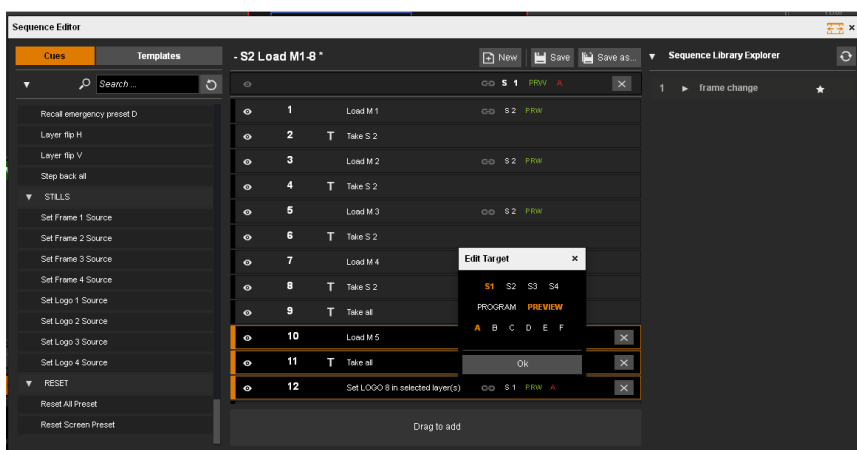 Sequence Editor
Cues Templates
Search ...
Recall emergency preset D
Layer flip H
Layer flip V
Step back all
STILLS
Set Frame 1 Source
Set Frame 2 Source
Set Frame 3 Source
Set Frame 4 Source
Set Logo 1 Source
Set Logo 2 Source
Set Logo 3 Source
Set Logo 4 Source
RESET
Reset All Preset
Reset Screen Preset
- S2 Load M1-8 * New Save Save as...
S 1 PRW A
1 Load M 1 S 2 PRW
2 T Take S 2
3 Load M 2 S 2 PRW
4 T Take S 2
5 Load M 3 S 2 PRW
6 T Take S 2
7 Load M 4
8 T Take S 2
9 T Take all
10 Load M 5
11 T Take all
12 Set LOGO 8 in selected layer(s) S 1 PRW A
Drag to add
Edit Target
S1 S2 S3 S4
PROGRAM PREVIEW
A B C D E F
Ok
Sequence Library Explorer
1 frame change